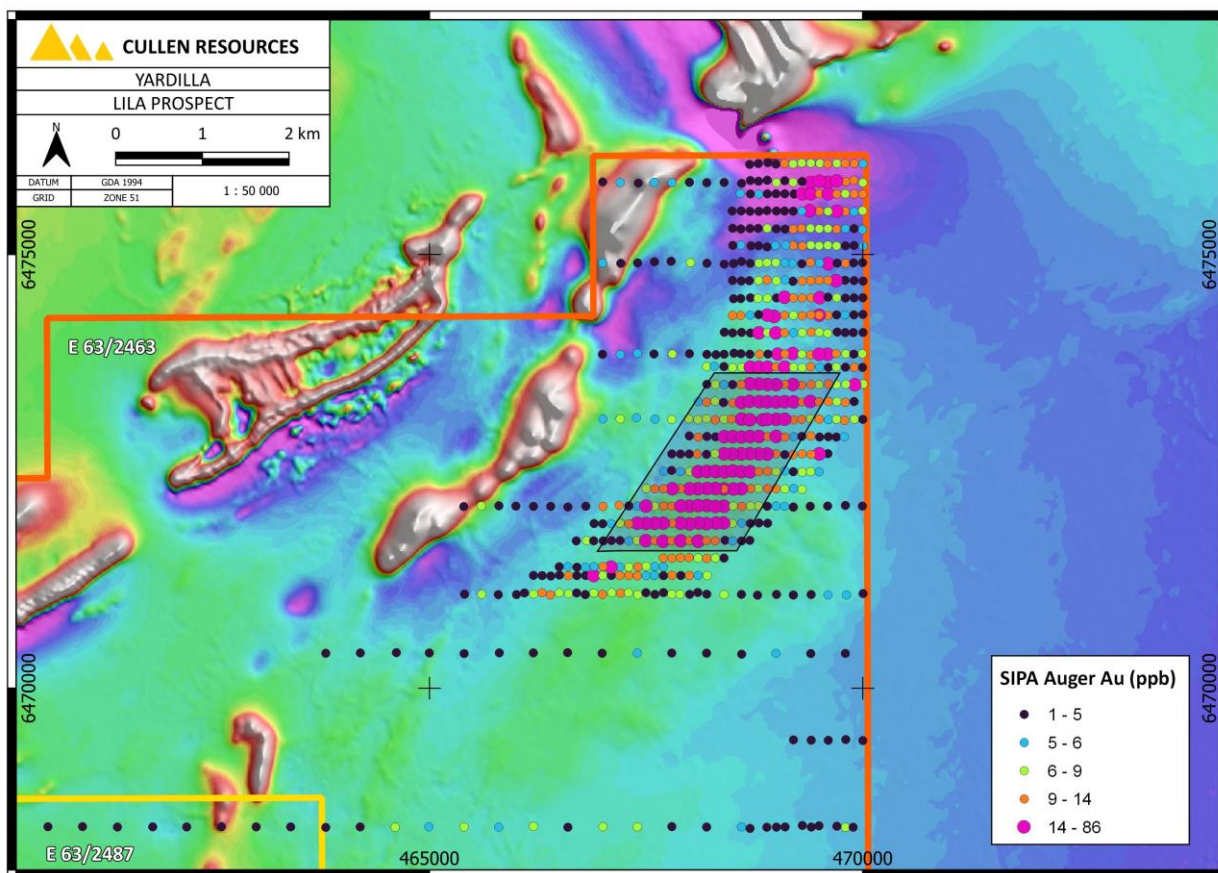 CULLEN RESOURCES
YARDILLA
LILA PROSPECT
N
0 1 2 km
DATUM GDA 1994
GRID ZONE 51
1 : 50 000
6475000
6475000
E 63/2463
6470000
6470000
SIPA Auger Au (ppb)
1 - 5
5 - 6
6 - 9
9 - 14
14 - 86
E 63/2487
465000
470000